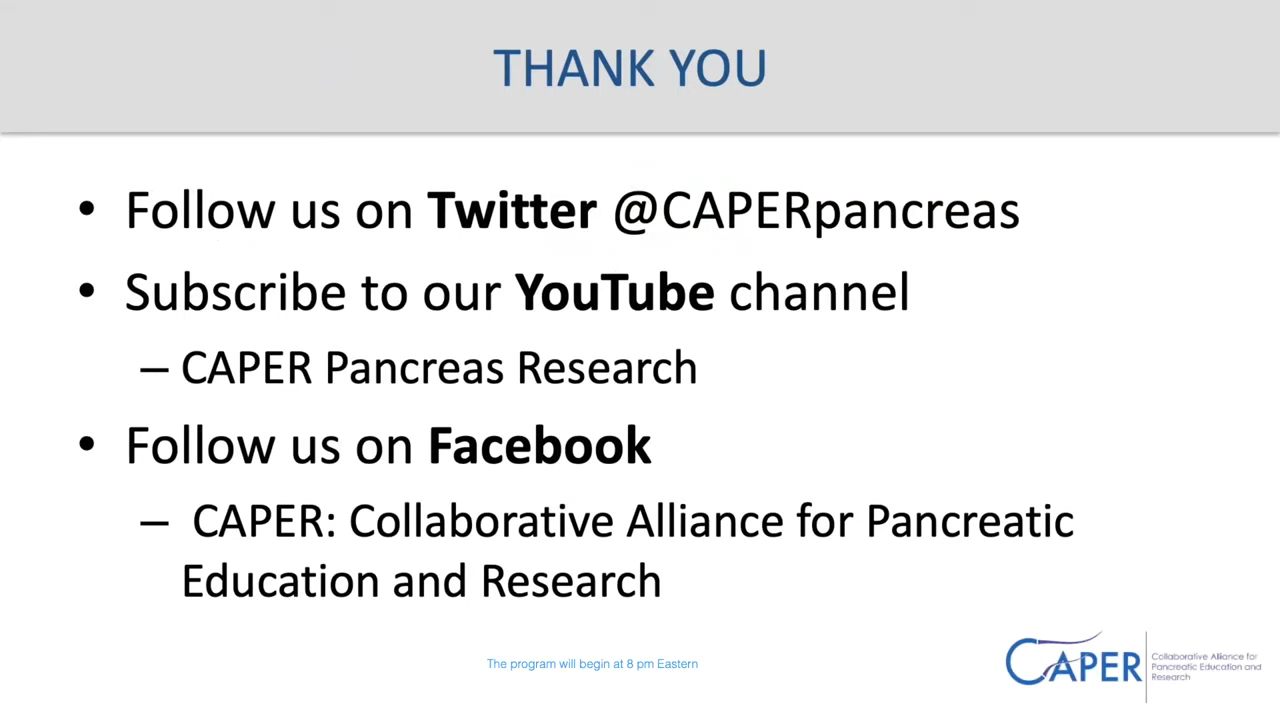 THANK YOU
• Follow us on Twitter @CAPERpancreas
• Subscribe to our YouTube channel
– CAPER Pancreas Research
• Follow us on Facebook
– CAPER: Collaborative Alliance for Pancreatic
Education and Research
The program will begin at 8 pm Eastern
CAPER
Collaborative Alliance for
Pancreatic Education and
Research